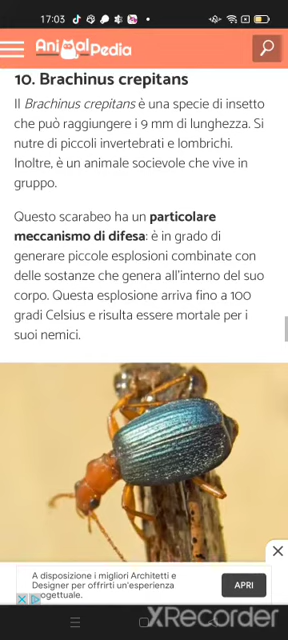 17:03
AnimalPedia
10. Brachinus crepitans
Il Brachinus crepitans è una specie di insetto
che può raggiungere i 9 mm di lunghezza. Si
nutre di piccoli invertebrati e lombrichi.
Inoltre, è un animale socievole che vive in
gruppo.
Questo scarabeo ha un particolare
meccanismo di difesa: è in grado di
generare piccole esplosioni combinate con
delle sostanze che genera all'interno del suo
corpo. Questa esplosione arriva fino a 100
gradi Celsius e risulta essere mortale per i
suoi nemici.
A disposizione i migliori Architetti e
Designer per offrirti un'esperienza
progettuale.
APRI
XRecorder